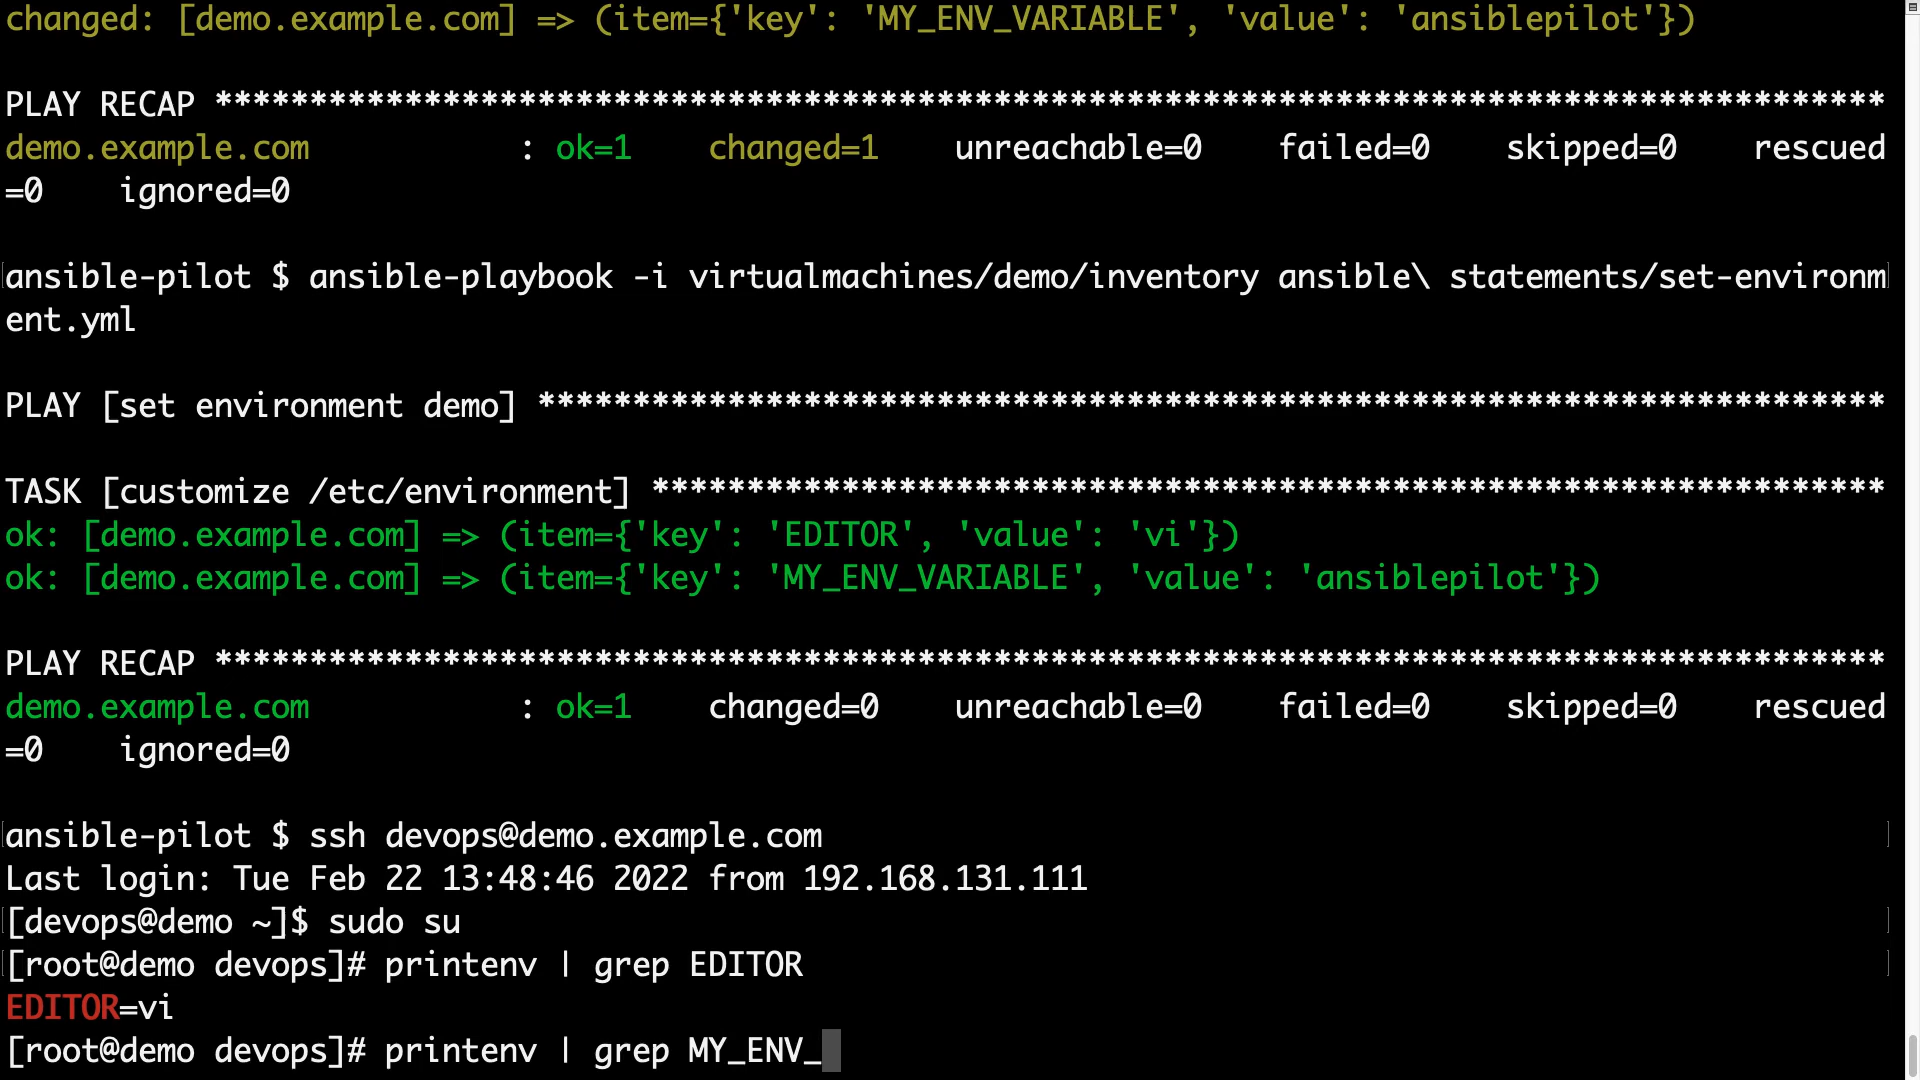 changed: [demo.example.com] => (item={'key': 'MY_ENV_VARIABLE', 'value': 'ansiblepilot'})
PLAY RECAP ****************************************************************************************
demo.example.com           : ok=1    changed=1    unreachable=0    failed=0    skipped=0    rescued
=0    ignored=0
ansible-pilot $ ansible-playbook -i virtualmachines/demo/inventory ansible\ statements/set-environm
ent.yml
PLAY [set environment demo] ***********************************************************************
TASK [customize /etc/environment] *****************************************************************
ok: [demo.example.com] => (item={'key': 'EDITOR', 'value': 'vi'})
ok: [demo.example.com] => (item={'key': 'MY_ENV_VARIABLE', 'value': 'ansiblepilot'})
PLAY RECAP ****************************************************************************************
demo.example.com           : ok=1    changed=0    unreachable=0    failed=0    skipped=0    rescued
=0    ignored=0
ansible-pilot $ ssh devops@demo.example.com
Last login: Tue Feb 22 13:48:46 2022 from 192.168.131.111
[devops@demo ~]$ sudo su
[root@demo devops]# printenv | grep EDITOR
EDITOR=vi
[root@demo devops]# printenv | grep MY_ENV_